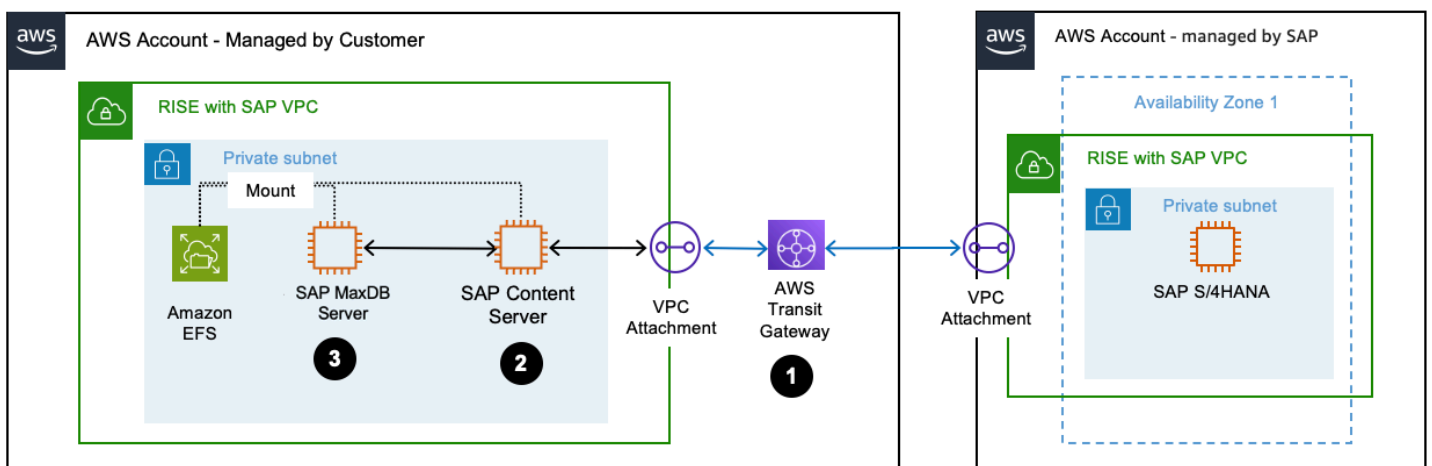 aws
AWS Account - Managed by Customer
RISE with SAP VPC
Private subnet
Mount
Amazon
EFS
SAP MaxDB
Server
3
SAP Content
Server
2
VPC
Attachment
AWS
Transit
Gateway
1
aws
AWS Account - managed by SAP
Availability Zone 1
RISE with SAP VPC
Private subnet
SAP S/4HANA
VPC
Attachment